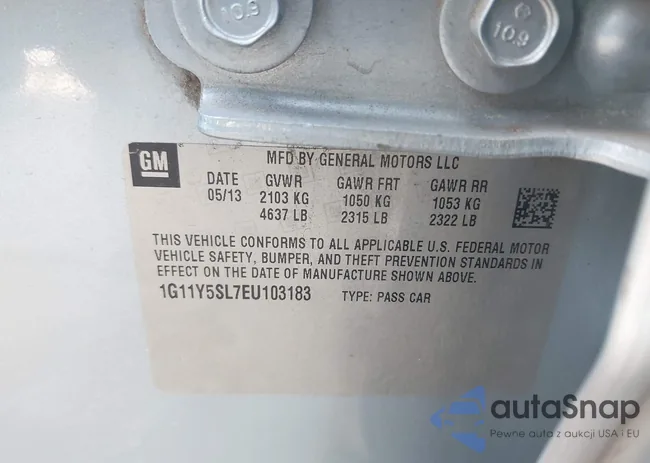 10.9
10.9
GM
MFD BY GENERAL MOTORS LLC
DATE GVWR GAWR FRT GAWR RR
05/13 2103 KG 1050 KG 1053 KG
4637 LB 2315 LB 2322 LB
THIS VEHICLE CONFORMS TO ALL APPLICABLE U.S. FEDERAL MOTOR
VEHICLE SAFETY, BUMPER, AND THEFT PREVENTION STANDARDS IN
EFFECT ON THE DATE OF MANUFACTURE SHOWN ABOVE.
1G11Y5SL7EU103183 TYPE: PASS CAR
autoSnap
Pewne auto z aukcji USA i EU